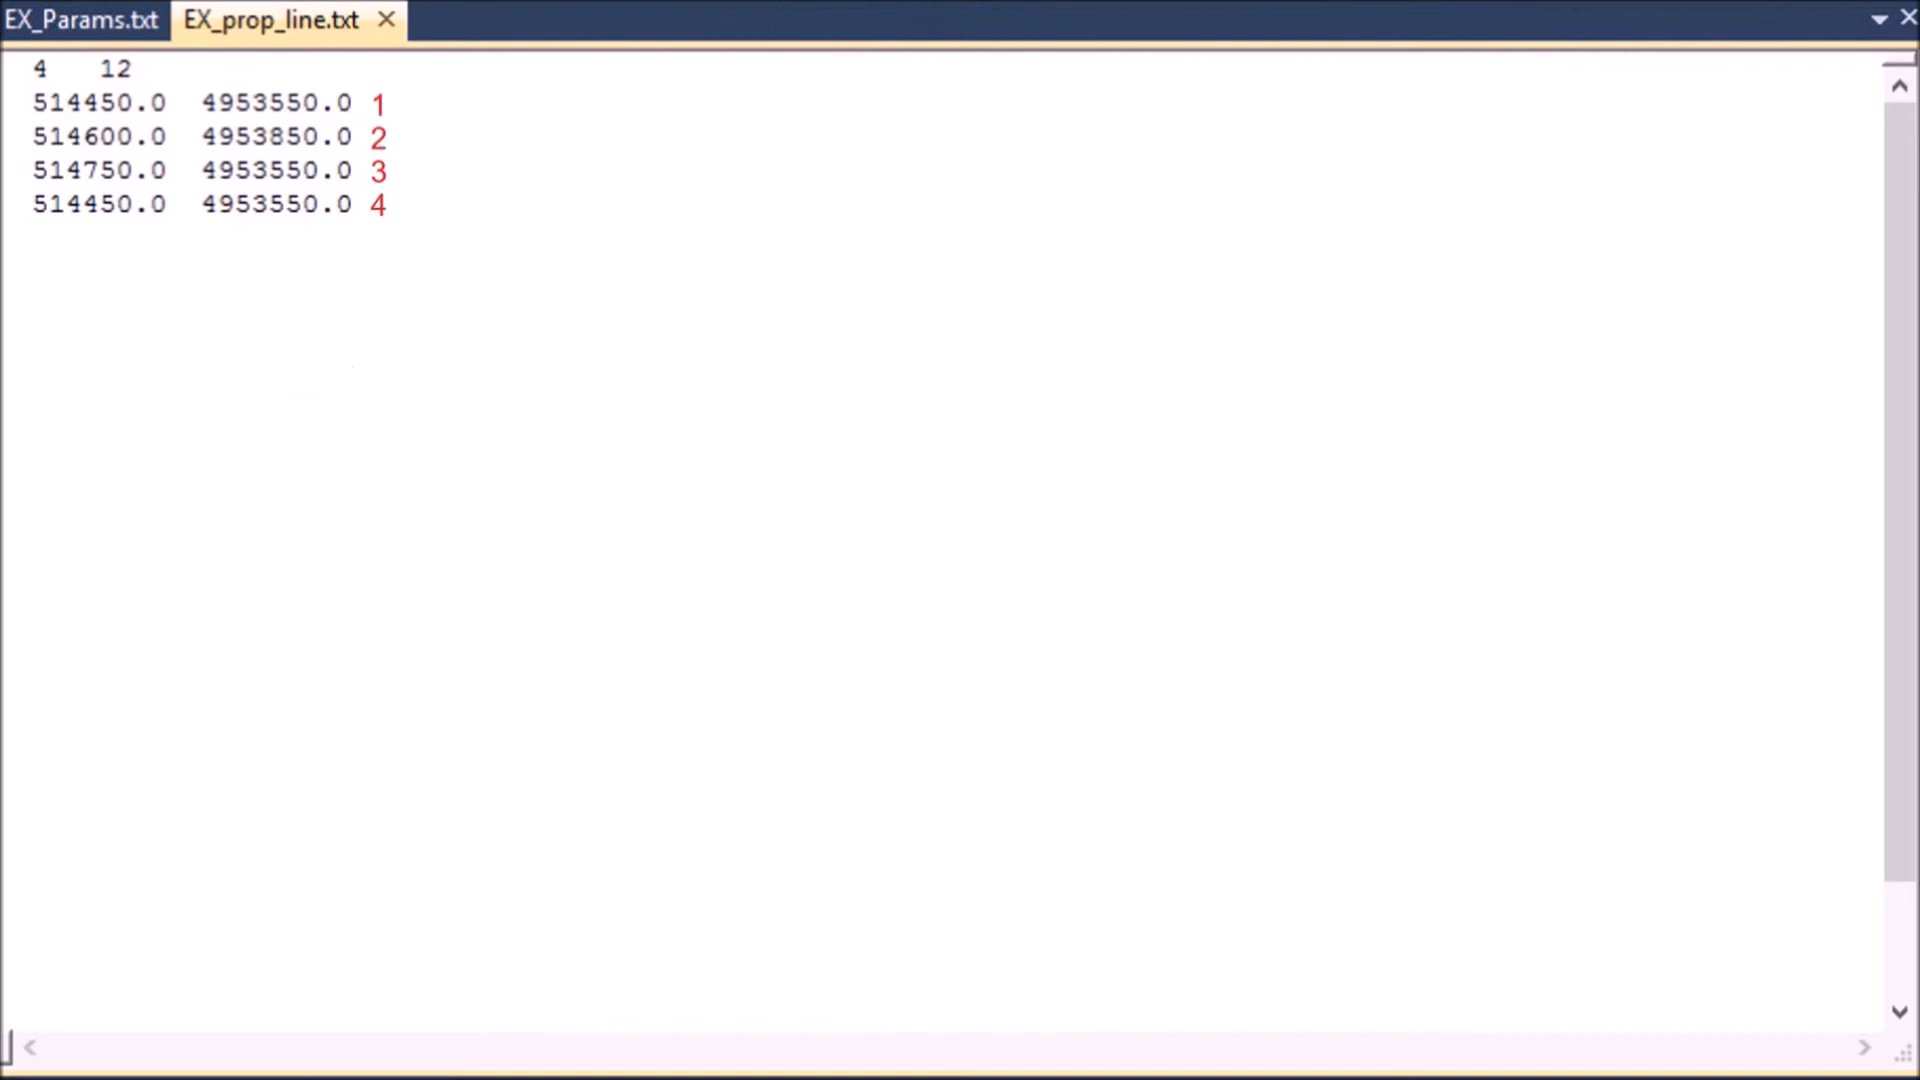 EX_Params.txt EX_prop_line.txt
4 12
514450.0 4953550.0 1
514600.0 4953850.0 2
514750.0 4953550.0 3
514450.0 4953550.0 4